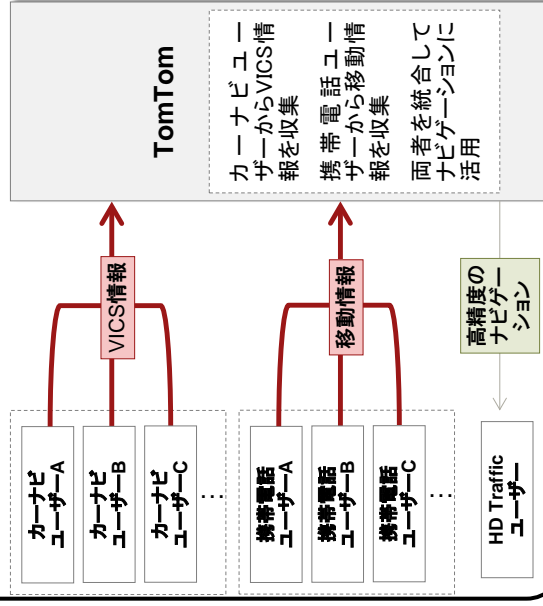 カーナビ
ユーザーA
カーナビ
ユーザーB
カーナビ
ユーザーC
…
携帯電話
ユーザーA
携帯電話
ユーザーB
携帯電話
ユーザーC
…
HD Traffic
ユーザー
VICS情報
移動情報
高精度の
ナビゲー
ション
TomTom
カーナビユー
ザーからVICS情
報を収集
携帯電話ユー
ザーから移動情
報を収集
両者を統合して
ナビゲーションに
活用